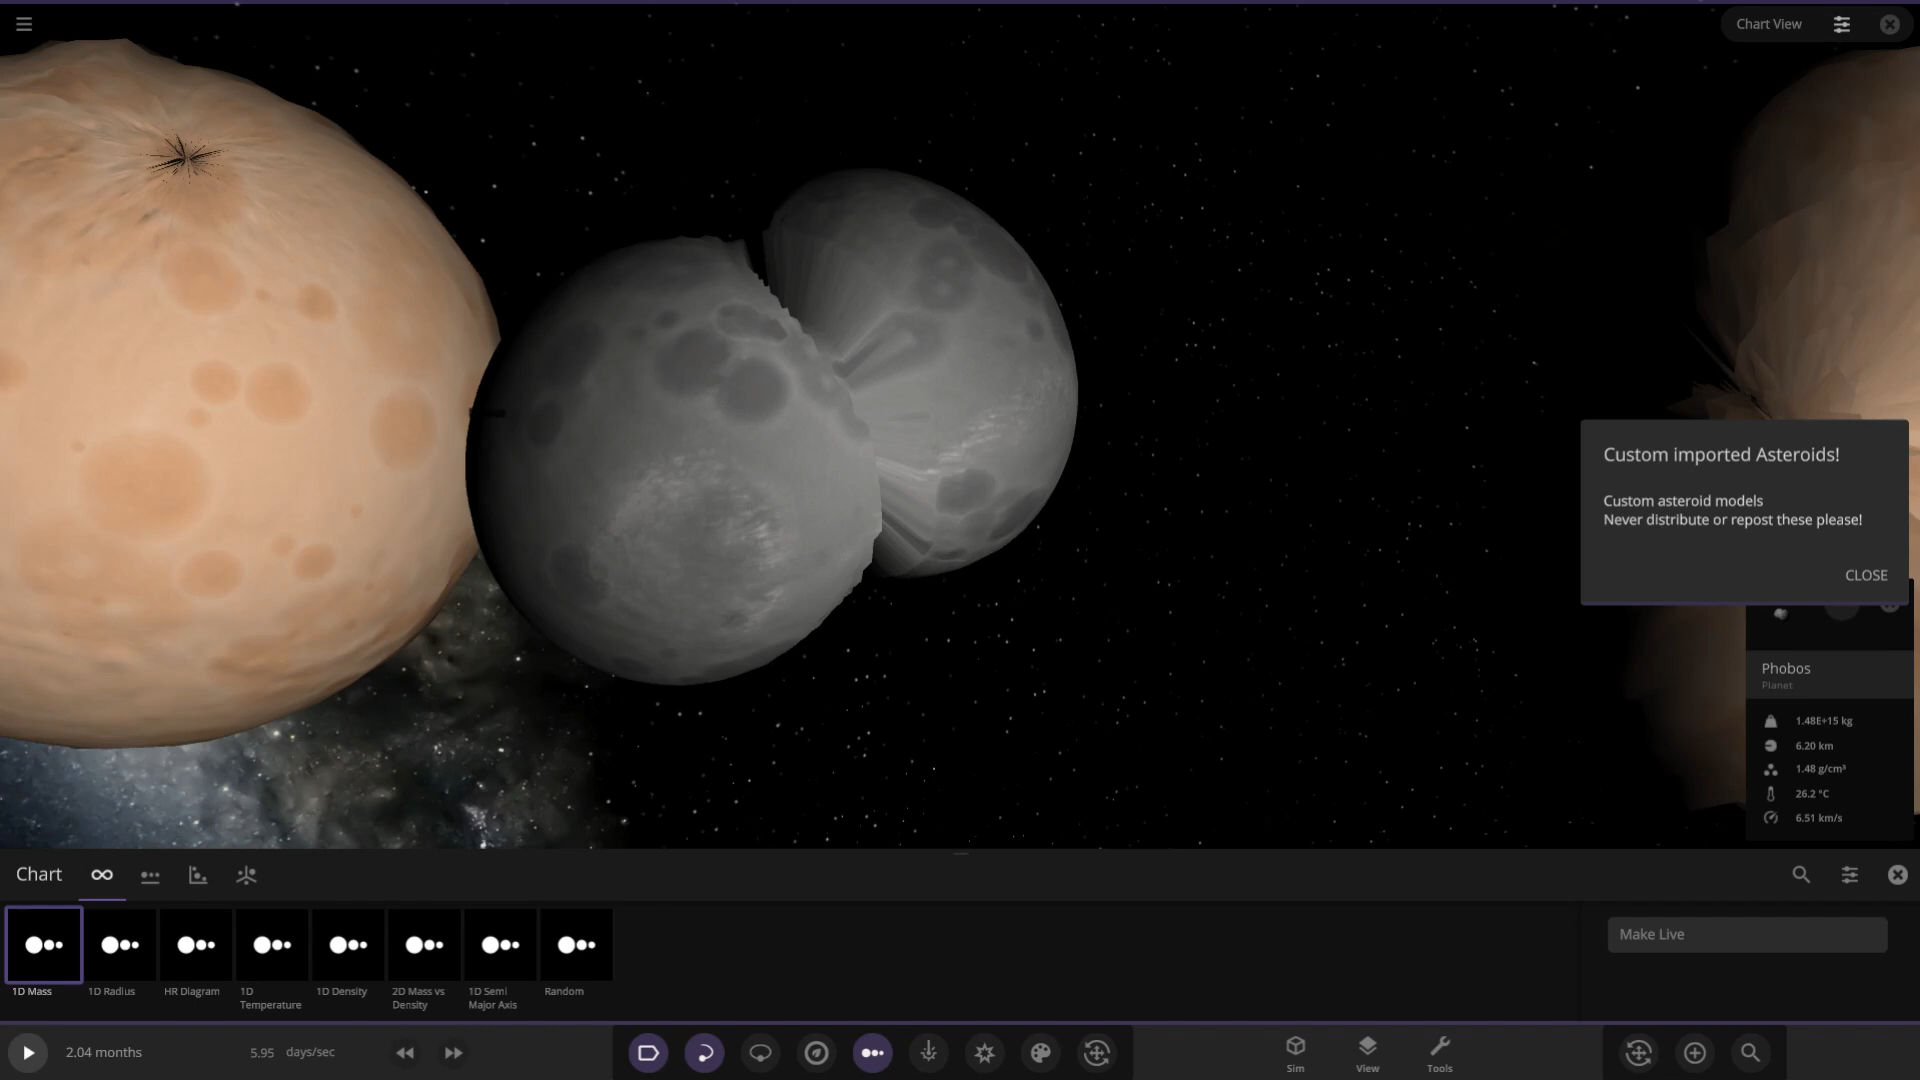 Chart View
Custom imported Asteroids!
Custom asteroid models
Never distribute or repost these please!
CLOSE
Phobos
Planet
1.48E+15 kg
6.20 km
1.48 g/cm³
26.2 °C
6.51 km/s
Chart
1D Mass
1D Radius
HR Diagram
1D
Temperature
1D Density
2D Mass vs
Density
1D Semi
Major Axis
Random
Make Live
2.04 months
5.95 days/sec
Sim
View
Tools